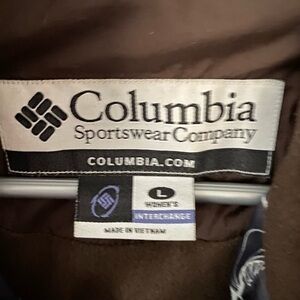 Columbia
Sportswear Company
COLUMBIA.COM
L
WOMEN'S
INTERCHANGE
MADE IN VIETNAM